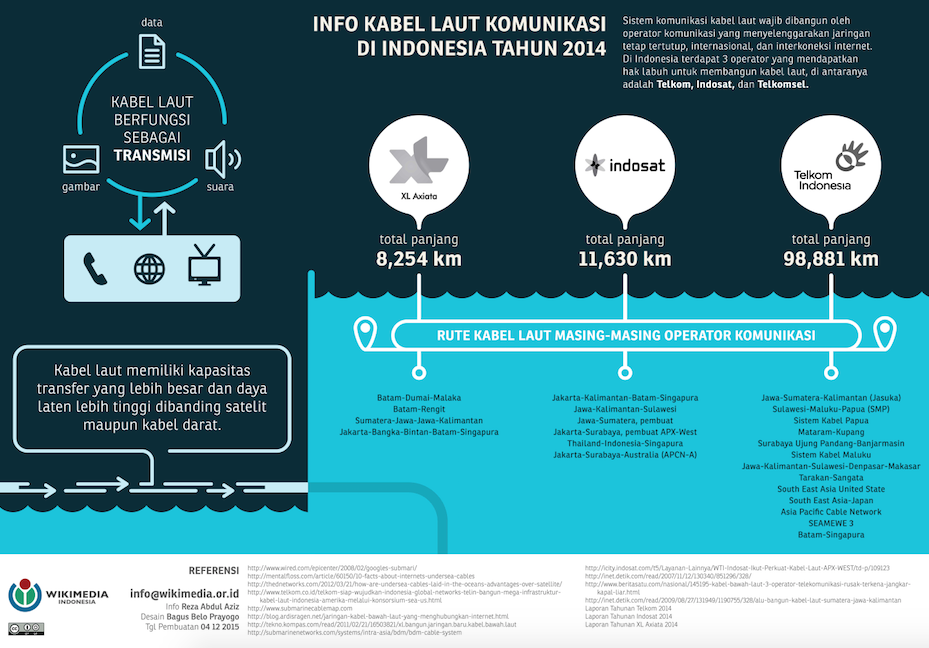 data
KABEL LAUT
BERFUNGSI
SEBAGAI
TRANSMISI
gambar
suara
INFO KABEL LAUT KOMUNIKASI
DI INDONESIA TAHUN 2014
Sistem komunikasi kabel laut wajib dibangun oleh
operator komunikasi yang menyelenggarakan jaringan
tetap tertutup, internasional, dan interkoneksi internet.
Di Indonesia terdapat 3 operator yang mendapatkan
hak labuh untuk membangun kabel laut, di antaranya
adalah Telkom, Indosat, dan Telkomsel.
XL
XL Axiata
total panjang
8,254 km
indosat
total panjang
11,630 km
Telkom
Indonesia
total panjang
98,881 km
Kabel laut memiliki kapasitas
transfer yang lebih besar dan daya
laten lebih tinggi dibanding satelit
maupun kabel darat.
RUTE KABEL LAUT MASING-MASING OPERATOR KOMUNIKASI
Batam-Dumai-Malaka
Batam-Rengit
Sumatera-Jawa-Jawa-Kalimantan
Jakarta-Bangka-Bintan-Batam-Singapura
Jakarta-Kalimantan-Batam-Singapura
Jawa-Kalimantan-Sulawesi
Jawa-Sumatera, pembuat
Jakarta-Surabaya, pembuat APX-West
Thailand-Indonesia-Singapura
Jakarta-Surabaya-Australia (APCN-A)
Jawa-Sumatera-Kalimantan (Jasuka)
Sulawesi-Maluku-Papua (SMP)
Sistem Kabel Papua
Mataram-Kupang
Surabaya Ujung Pandang-Banjarmasin
Sistem Kabel Maluku
Jawa-Kalimantan-Sulawesi-Denpasar-Makasar
Tarakan-Sangata
South East Asia United State
South East Asia-Japan
Asia Pacific Cable Network
SEAMEWE 3
Batam-Singapura
WIKIMEDIA
INDONESIA
REFERENSI
info@wikimedia.or.id
Info Reza Abdul Aziz
Desain Bagus Belo Prayogo
Tgl Pembuatan 04 12 2015
http://www.wired.com/epicenter/2008/02/googles-submari/
http://mentalfloss.com/article/60150/10-facts-about-internets-undersea-cables
http://thednetworks.com/2012/03/21/how-are-undersea-cables-laid-in-the-oceans-advantages-over-satellite/
http://www.telkom.co.id/telkom-siap-wujudkan-indonesia-global-networks-telin-bangun-mega-infrastruktur-
kabel-laut-indonesia-amerika-melalui-konsorsium-sea-us.html
http://www.submarinecablemap.com
http://blog.ardisragen.net/jaringan-kabel-bawah-laut-yang-menghubungkan-internet.html
http://tekno.kompas.com/read/2011/02/21/16503821/xl.bangun.jaringan.baru.kabel.bawah.laut
http://submarinenetworks.com/systems/intra-asia/bdm/bdm-cable-system
http://icity.indosat.com/15/Layanan-Lainnya/WTI-Indosat-Ikut-Perkuat-Kabel-Laut-APX-WEST/td-p/109123
http://inet.detik.com/read/2007/11/12/130340/851296/328/
http://www.beritasatu.com/nasional/145195-kabel-bawah-laut-3-operator-telekomunikasi-rusak-terkena-jangkar-
kapal-liar.html
http://inet.detik.com/read/2009/08/27/131949/1190755/328/alu-bangun-kabel-laut-sumatera-jawa-kalimantan
Laporan Tahunan Telkom 2014
Laporan Tahunan Indosat 2014
Laporan Tahunan XL Axiata 2014